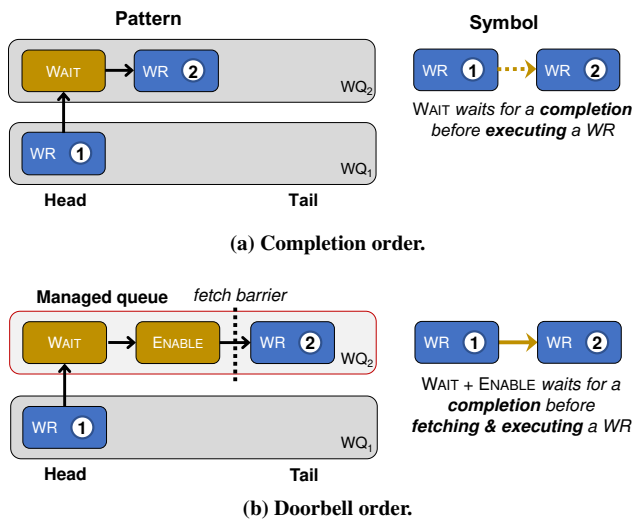 Pattern
Symbol
WAIT
WR 2
WQ2
WR 1
WQ1
Head
Tail
WR 1
WR 2
WAIT waits for a completion
before executing a WR
(a) Completion order.
Managed queue
fetch barrier
WAIT
ENABLE
WR 2
WQ2
WR 1
WQ1
Head
Tail
WR 1
WR 2
WAIT + ENABLE waits for a
completion before
fetching & executing a WR
(b) Doorbell order.